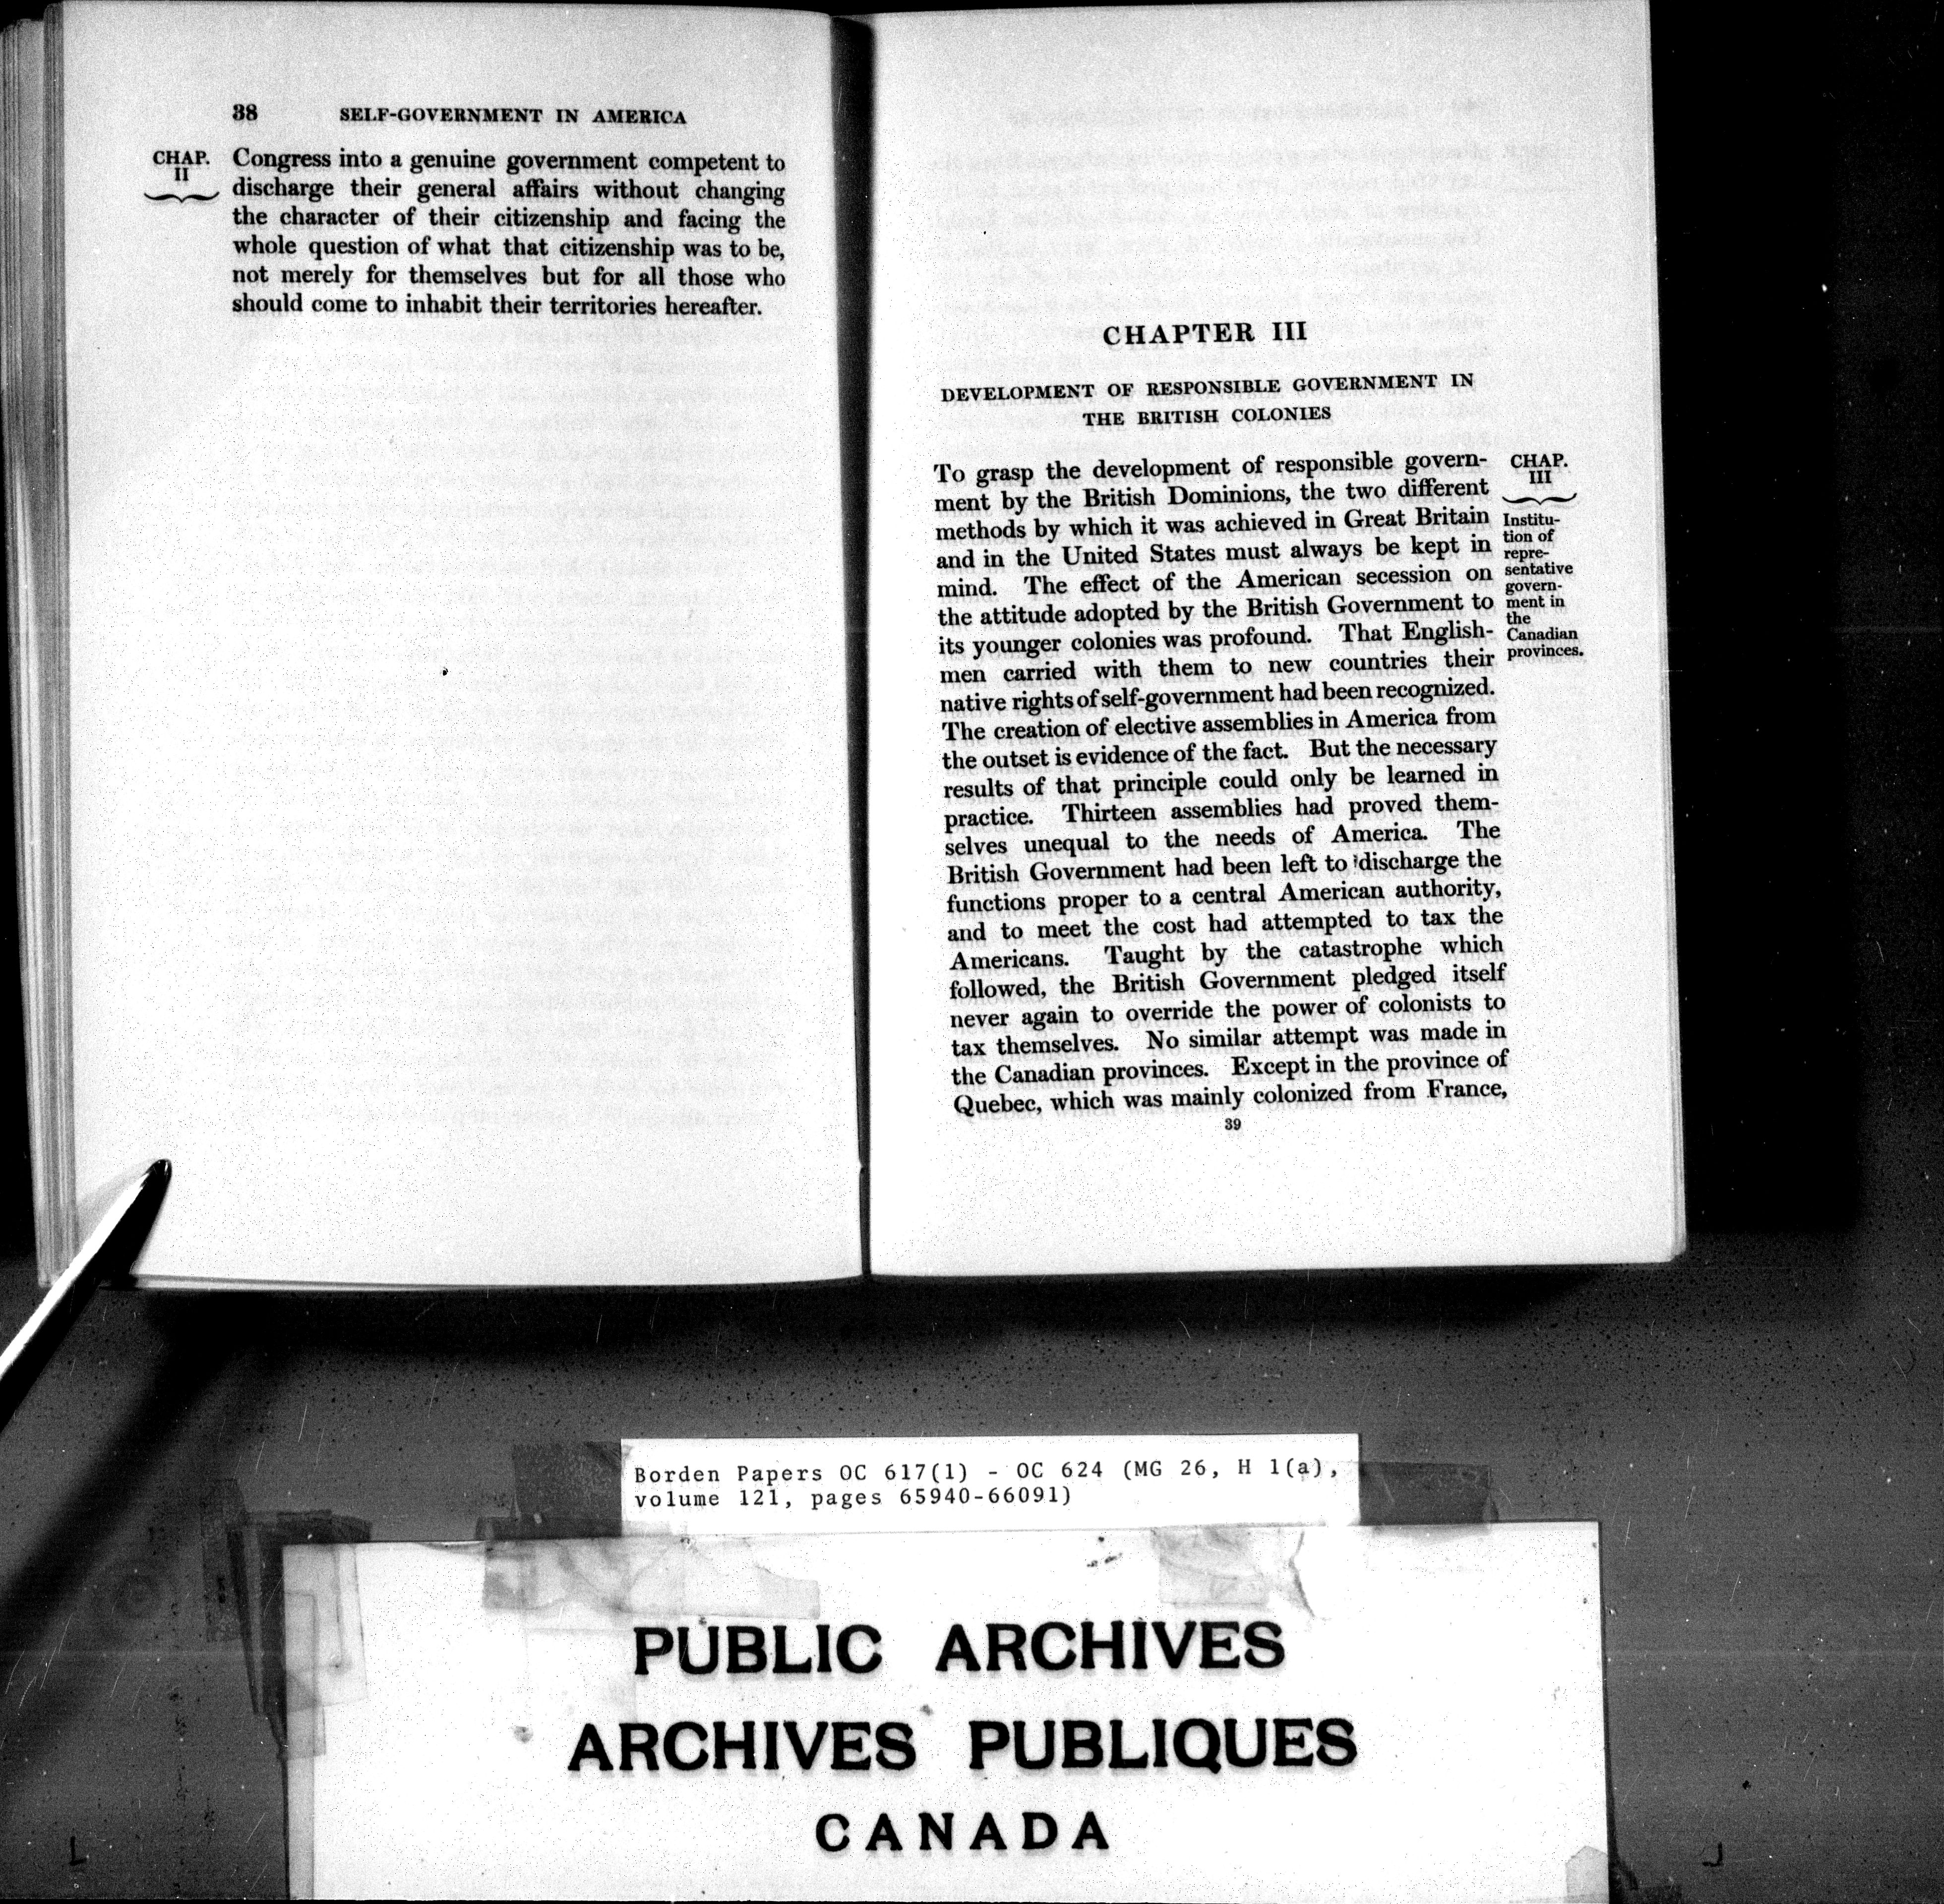 38 SELF-GOVERNMENT IN AMERICA
CHAP.
II
Congress into a genuine government competent to
discharge their general affairs without changing
the character of their citizenship and facing the
whole question of what that citizenship was to be,
not merely for themselves but for all those who
should come to inhabit their territories hereafter.
CHAPTER III
DEVELOPMENT OF RESPONSIBLE GOVERNMENT IN
THE BRITISH COLONIES
To grasp the development of responsible govern-
ment by the British Dominions, the two different
methods by which it was achieved in Great Britain
and in the United States must always be kept in
mind. The effect of the American secession on
the attitude adopted by the British Government to
its younger colonies was profound. That English-
men carried with them to new countries their
native rights of self-government had been recognized.
The creation of elective assemblies in America from
the outset is evidence of the fact. But the necessary
results of that principle could only be learned in
practice. Thirteen assemblies had proved them-
selves unequal to the needs of America. The
British Government had been left to discharge the
functions proper to a central American authority,
and to meet the cost had attempted to tax the
Americans. Taught by the catastrophe which
followed, the British Government pledged itself
never again to override the power of colonists to
tax themselves. No similar attempt was made in
the Canadian provinces. Except in the province of
Quebec, which was mainly colonized from France,
CHAP.
III
Institu-
tion of
repre-
sentative
govern-
ment in
the
Canadian
provinces.
39
Borden Papers OC 617(1) - OC 624 (MG 26, H 1(a),
volume 121, pages 65940-66091)
PUBLIC ARCHIVES
ARCHIVES PUBLIQUES
CANADA